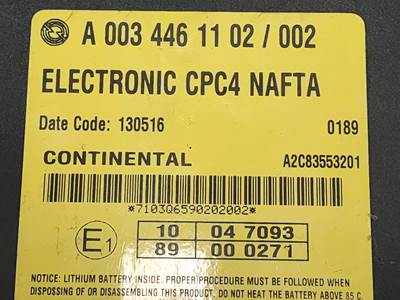 A 003 446 11 02 / 002
ELECTRONIC CPC4 NAFTA
Date Code: 130516 0189
CONTINENTAL A2C83553201
*7103Q6590202002*
E1
10 04 7093
89 00 0271
NOTICE: LITHIUM BATTERY INSIDE. PROPER PROCEDURE MUST BE FOLLOWED
DISPOSING OF OR DISASSEMBLING THIS PRODUCT. DO NOT HEAT THE BATTERY ABOVE 85 C